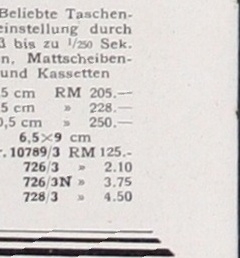 Beliebte Taschen-
einstellung durch
bis zu 1/250 Sek.
n, Mattscheiben-
und Kassetten
5 cm RM 205.—
5 cm » 228.—
0,5 cm » 250.—
6,5×9 cm
r. 10789/3 RM 125.-
726/3 » 2.10
726/3N » 3.75
728/3 » 4.50